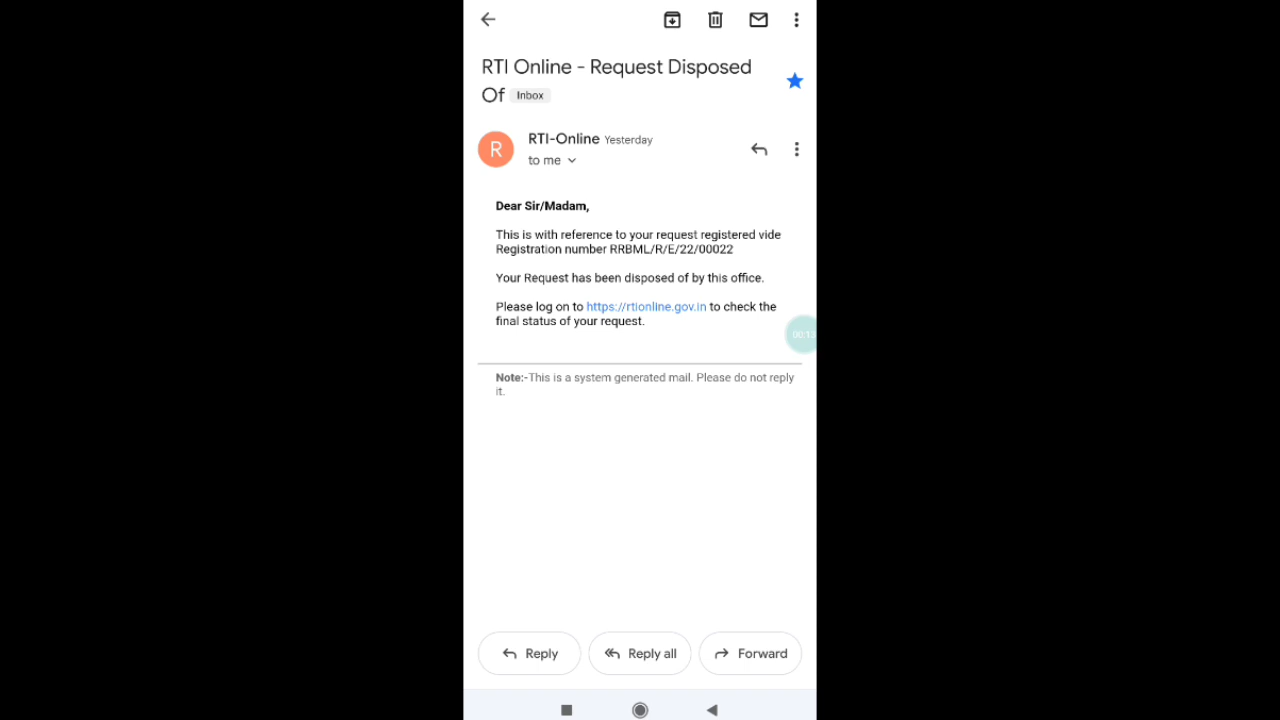 RTI Online - Request Disposed
Of Inbox
R
RTI-Online Yesterday
to me
Dear Sir/Madam,
This is with reference to your request registered vide
Registration number RRBML/R/E/22/00022
Your Request has been disposed of by this office.
Please log on to https://rtionline.gov.in to check the
final status of your request.
00:13
Note:-This is a system generated mail. Please do not reply
it.
Reply
Reply all
Forward